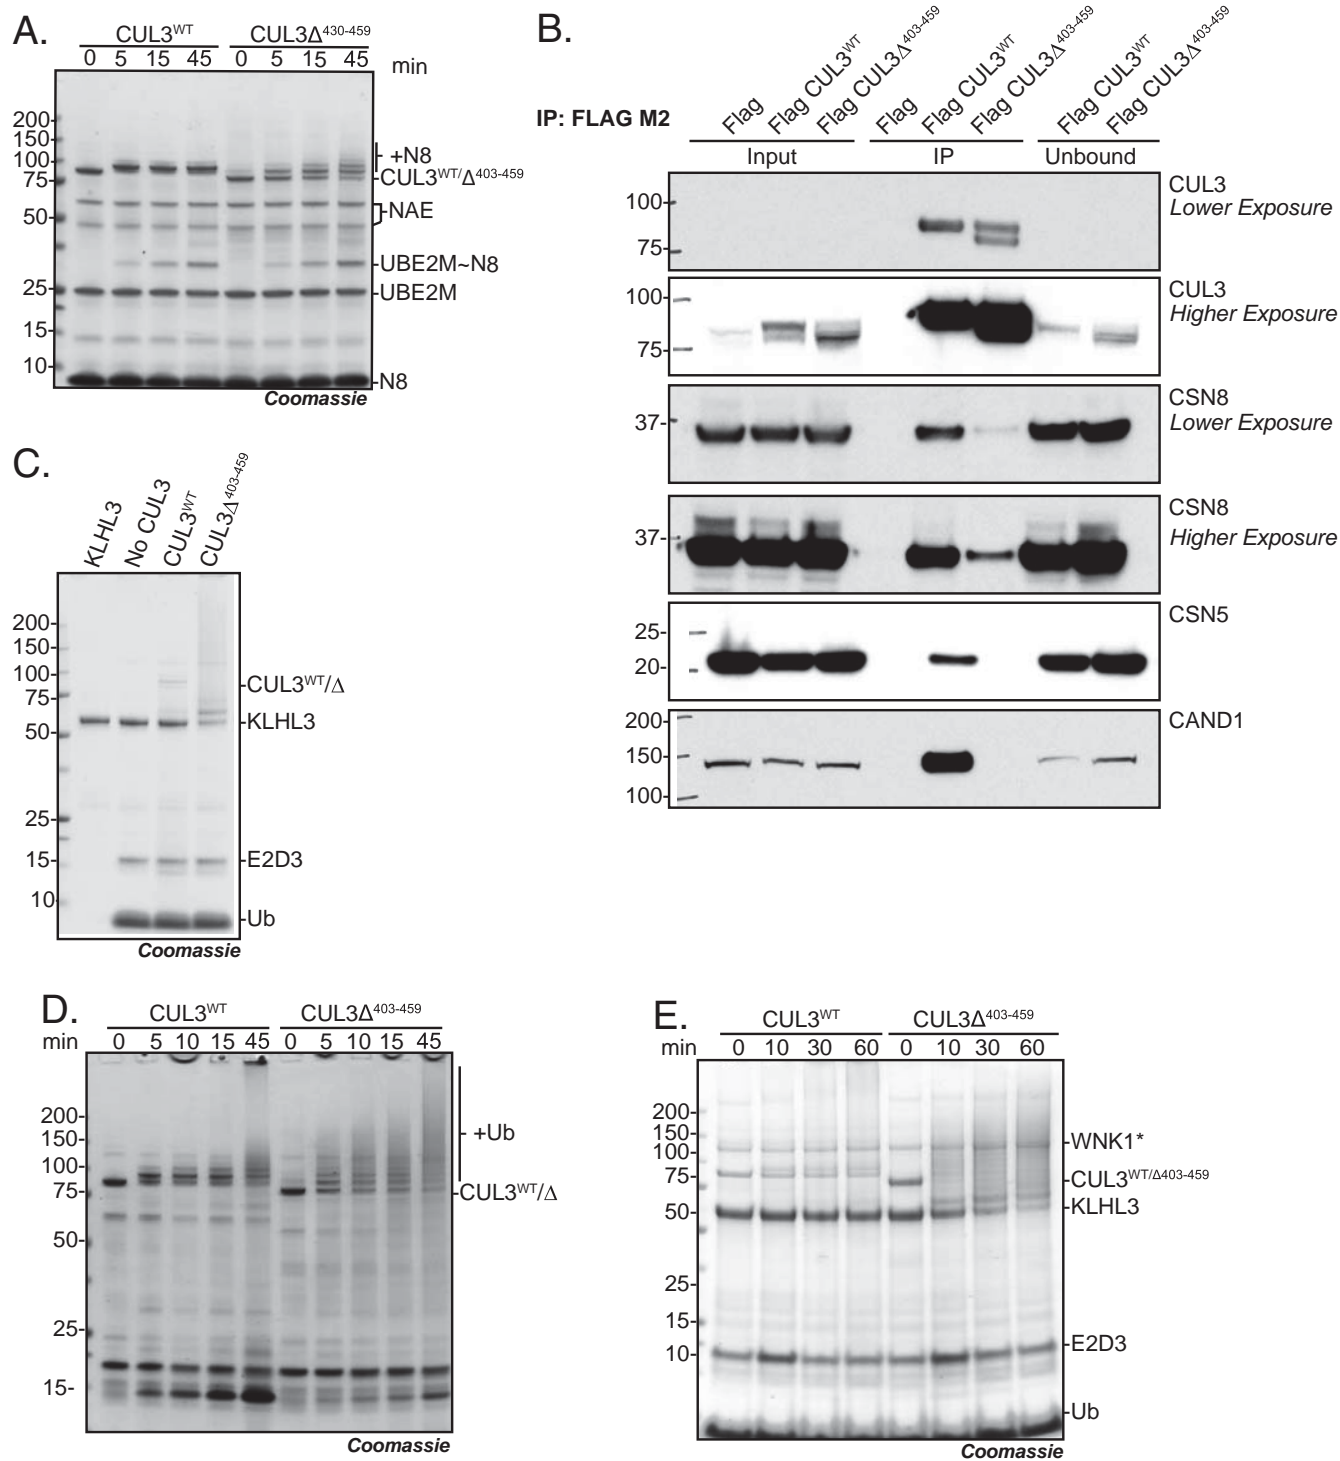 A.
CUL3WT CUL3Δ430-459
0 5 15 45 0 5 15 45 min
200-
150-
100-
75-
50-
25-
15-
10-
+N8
CUL3WT/Δ403-459
NAE
UBE2M~N8
UBE2M
N8
Coomassie
B.
IP: FLAG M2
Flag
Flag CUL3WT
Flag CUL3Δ403-459
Flag
Flag CUL3WT
Flag CUL3Δ403-459
Flag CUL3WT
Flag CUL3Δ403-459
Input IP Unbound
100-
75-
CUL3
Lower Exposure
100-
75-
CUL3
Higher Exposure
37-
CSN8
Lower Exposure
37-
CSN8
Higher Exposure
25-
20-
CSN5
200-
150-
100-
CAND1
C.
KLHL3
No CUL3
CUL3WT
CUL3Δ403-459
200-
150-
100-
75-
50-
25-
15-
10-
CUL3WT/Δ
KLHL3
E2D3
Ub
Coomassie
D.
CUL3WT CUL3Δ403-459
min 0 5 10 15 45 0 5 10 15 45
200-
150-
100-
75-
50-
25-
15-
+Ub
CUL3WT/Δ
Coomassie
E.
CUL3WT CUL3Δ403-459
min 0 10 30 60 0 10 30 60
200-
150-
100-
75-
50-
25-
15-
10-
WNK1*
CUL3WT/Δ403-459
KLHL3
E2D3
Ub
Coomassie